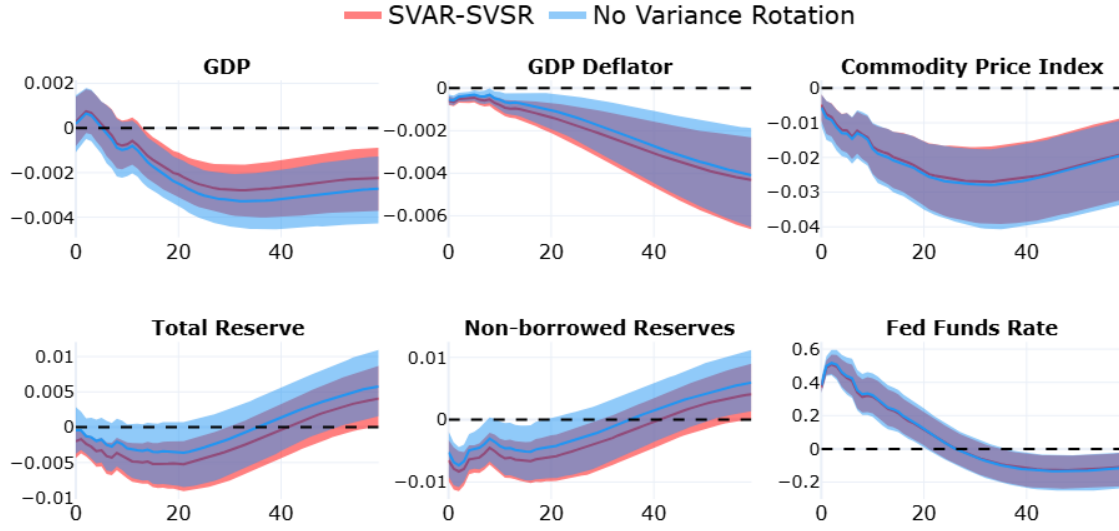 SVAR-SVSR No Variance Rotation
GDP GDP Deflator Commodity Price Index
0.002
0
−0.002
−0.004
0 20 40
0
−0.002
−0.004
−0.006
0 20 40
0
−0.01
−0.02
−0.03
−0.04
0 20 40
Total Reserve Non-borrowed Reserves Fed Funds Rate
0.01
0.005
0
−0.005
−0.01
0 20 40
0.01
0
−0.01
0 20 40
0.6
0.4
0.2
0
−0.2
0 20 40